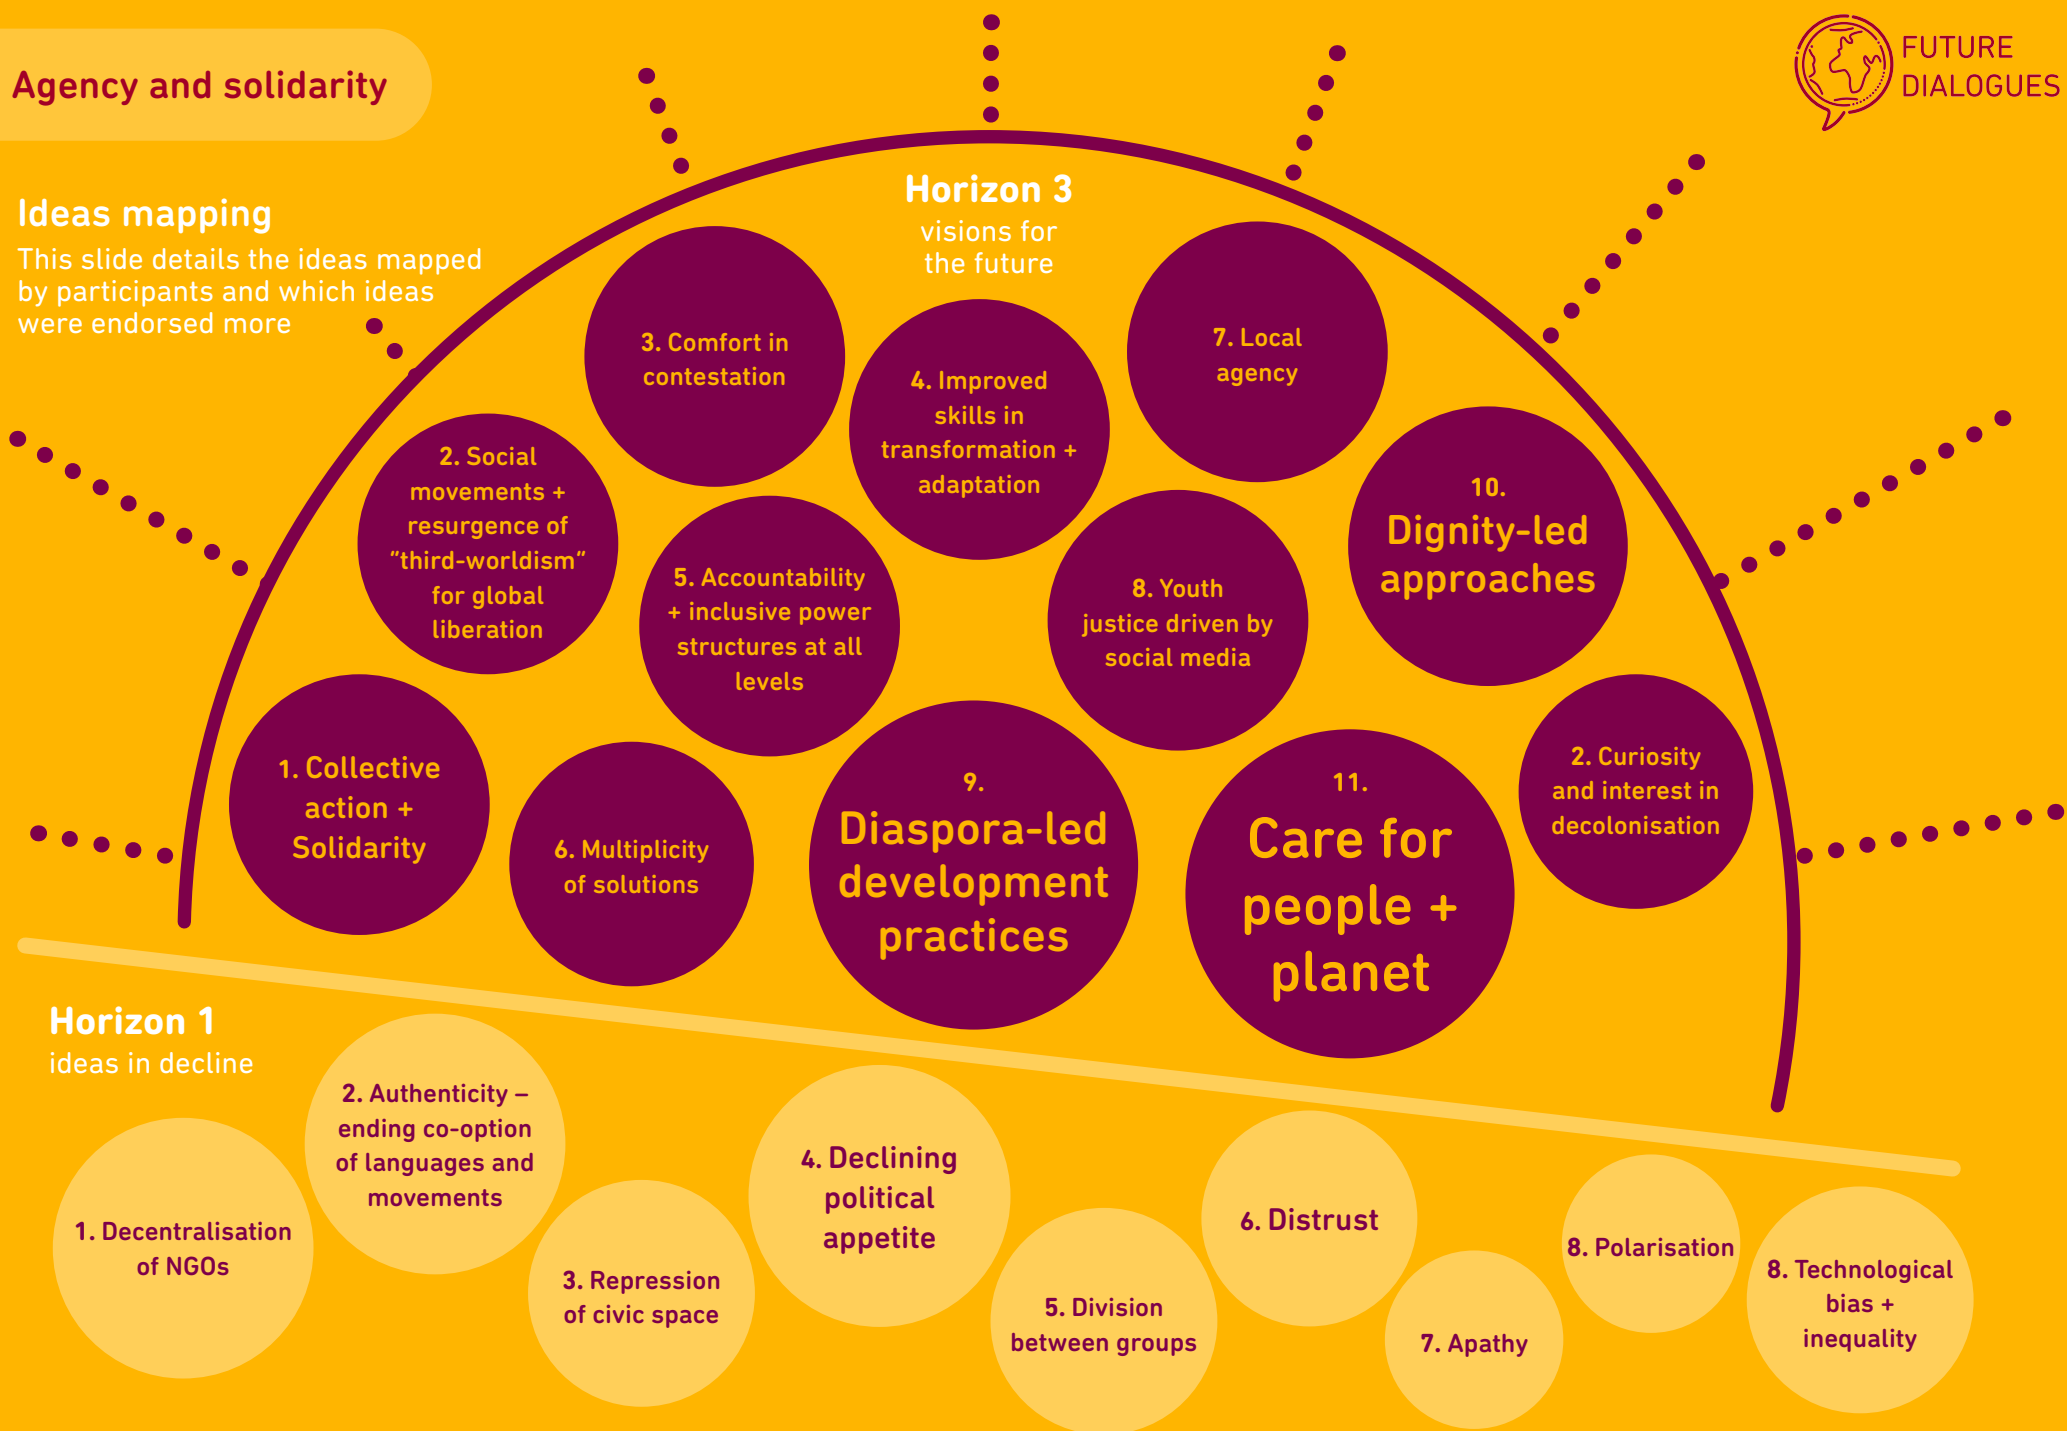 Agency and solidarity
FUTURE
DIALOGUES
Ideas mapping
This slide details the ideas mapped
by participants and which ideas
were endorsed more
Horizon 3
visions for
the future
1. Collective
action +
Solidarity
2. Social
movements +
resurgence of
"third-worldism"
for global
liberation
3. Comfort in
contestation
4. Improved
skills in
transformation +
adaptation
5. Accountability
+ inclusive power
structures at all
levels
6. Multiplicity
of solutions
7. Local
agency
8. Youth
justice driven by
social media
9.
Diaspora-led
development
practices
10.
Dignity-led
approaches
11.
Care for
people +
planet
2. Curiosity
and interest in
decolonisation
Horizon 1
ideas in decline
1. Decentralisation
of NGOs
2. Authenticity –
ending co-option
of languages and
movements
3. Repression
of civic space
4. Declining
political
appetite
5. Division
between groups
6. Distrust
7. Apathy
8. Polarisation
8. Technological
bias +
inequality